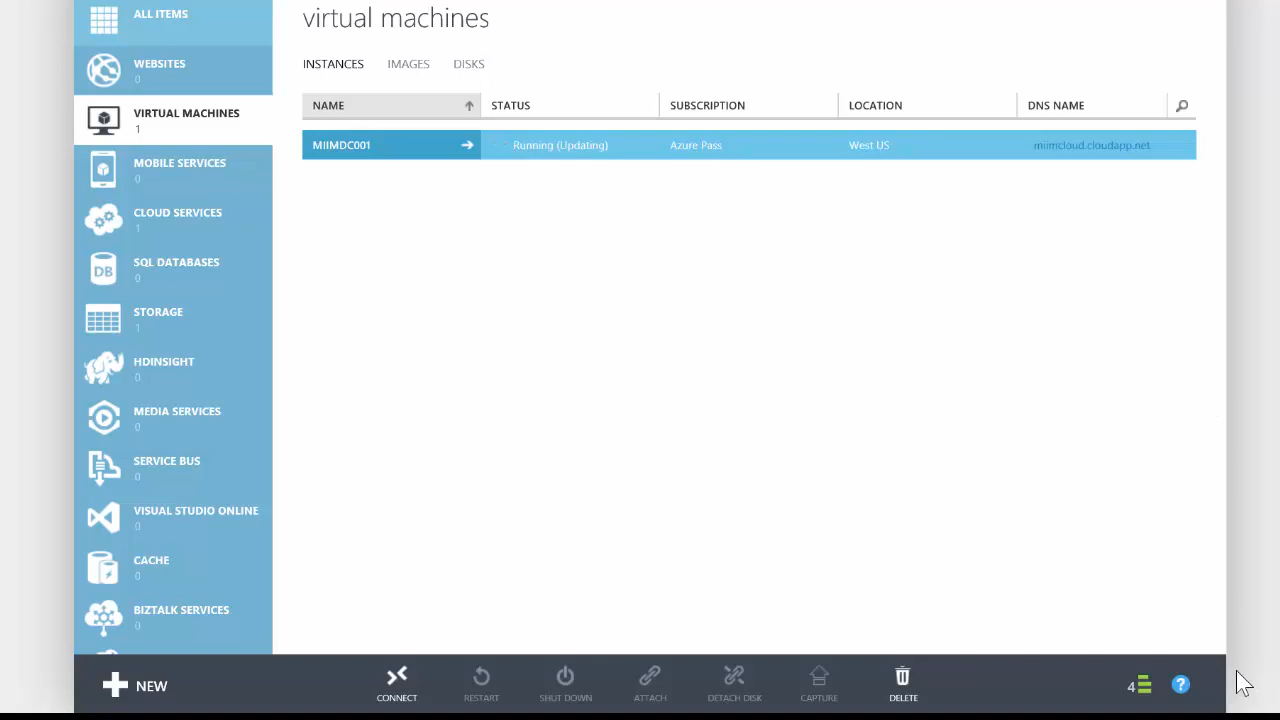 ALL ITEMS
virtual machines
WEBSITES
0
INSTANCES IMAGES DISKS
VIRTUAL MACHINES
1
NAME STATUS SUBSCRIPTION LOCATION DNS NAME
MIIMDC001 Running (Updating) Azure Pass West US miimcloud.cloudapp.net
MOBILE SERVICES
0
CLOUD SERVICES
1
SQL DATABASES
0
STORAGE
1
HDINSIGHT
0
MEDIA SERVICES
0
SERVICE BUS
0
VISUAL STUDIO ONLINE
0
CACHE
0
BIZTALK SERVICES
0
NEW
CONNECT RESTART SHUT DOWN ATTACH DETACH DISK CAPTURE DELETE
4 ?
DB